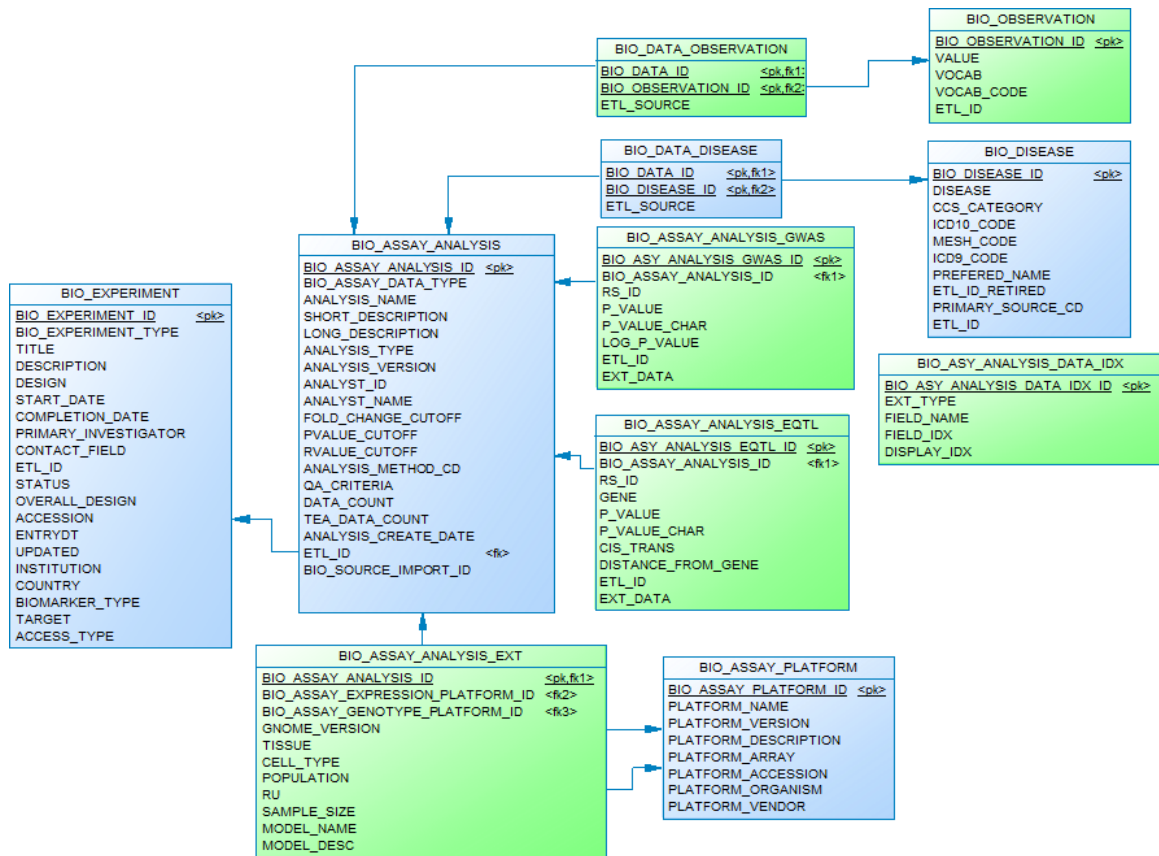 BIO_OBSERVATION
BIO_OBSERVATION_ID <pk>
VALUE
VOCAB
VOCAB_CODE
ETL_ID
BIO_DATA_OBSERVATION
BIO_DATA_ID <pk,fk1>
BIO_OBSERVATION_ID <pk,fk2>
ETL_SOURCE
BIO_DATA_DISEASE
BIO_DATA_ID <pk,fk1>
BIO_DISEASE_ID <pk,fk2>
ETL_SOURCE
BIO_DISEASE
BIO_DISEASE_ID <pk>
DISEASE
CCS_CATEGORY
ICD10_CODE
MESH_CODE
ICD9_CODE
PREFERED_NAME
ETL_ID_RETIRED
PRIMARY_SOURCE_CD
ETL_ID
BIO_ASSAY_ANALYSIS
BIO_ASSAY_ANALYSIS_ID <pk>
BIO_ASSAY_DATA_TYPE
ANALYSIS_NAME
SHORT_DESCRIPTION
LONG_DESCRIPTION
ANALYSIS_TYPE
ANALYSIS_VERSION
ANALYST_ID
ANALYST_NAME
FOLD_CHANGE_CUTOFF
PVALUE_CUTOFF
RVALUE_CUTOFF
ANALYSIS_METHOD_CD
QA_CRITERIA
DATA_COUNT
TEA_DATA_COUNT
ANALYSIS_CREATE_DATE
ETL_ID <fk>
BIO_SOURCE_IMPORT_ID
BIO_ASSAY_ANALYSIS_GWAS
BIO_ASY_ANALYSIS_GWAS_ID <pk>
BIO_ASSAY_ANALYSIS_ID <fk1>
RS_ID
P_VALUE
P_VALUE_CHAR
LOG_P_VALUE
ETL_ID
EXT_DATA
BIO_EXPERIMENT
BIO_EXPERIMENT_ID <pk>
BIO_EXPERIMENT_TYPE
TITLE
DESCRIPTION
DESIGN
START_DATE
COMPLETION_DATE
PRIMARY_INVESTIGATOR
CONTACT_FIELD
ETL_ID
STATUS
OVERALL_DESIGN
ACCESSION
ENTRYDT
UPDATED
INSTITUTION
COUNTRY
BIOMARKER_TYPE
TARGET
ACCESS_TYPE
BIO_ASY_ANALYSIS_DATA_IDX
BIO_ASY_ANALYSIS_DATA_IDX_ID <pk>
EXT_TYPE
FIELD_NAME
FIELD_IDX
DISPLAY_IDX
BIO_ASSAY_ANALYSIS_EQTL
BIO_ASY_ANALYSIS_EQTL_ID <pk>
BIO_ASSAY_ANALYSIS_ID <fk1>
RS_ID
GENE
P_VALUE
P_VALUE_CHAR
CIS_TRANS
DISTANCE_FROM_GENE
ETL_ID
EXT_DATA
BIO_ASSAY_ANALYSIS_EXT
BIO_ASSAY_ANALYSIS_ID <pk,fk1>
BIO_ASSAY_EXPRESSION_PLATFORM_ID <fk2>
BIO_ASSAY_GENOTYPE_PLATFORM_ID <fk3>
GNOME_VERSION
TISSUE
CELL_TYPE
POPULATION
RU
SAMPLE_SIZE
MODEL_NAME
MODEL_DESC
BIO_ASSAY_PLATFORM
BIO_ASSAY_PLATFORM_ID <pk>
PLATFORM_NAME
PLATFORM_VERSION
PLATFORM_DESCRIPTION
PLATFORM_ARRAY
PLATFORM_ACCESSION
PLATFORM_ORGANISM
PLATFORM_VENDOR